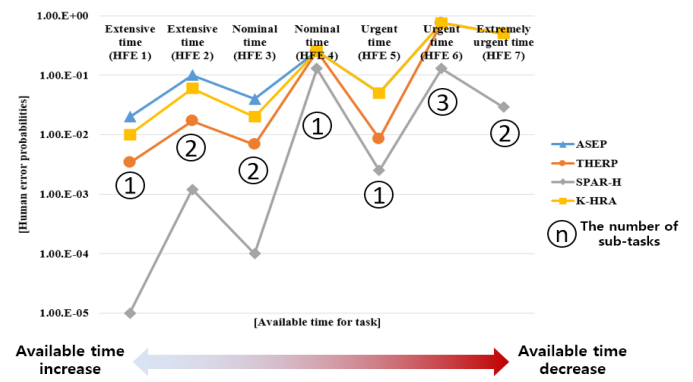 1.00.E+00
1.00.E-01
1.00.E-02
1.00.E-03
1.00.E-04
1.00.E-05
[Human error probabilities]
Extensive
time
(HFE 1)
Extensive
time
(HFE 2)
Nominal
time
(HFE 3)
Nominal
time
(HFE 4)
Urgent
time
(HFE 5)
Urgent
time
(HFE 6)
Extremely
urgent time
(HFE 7)
1
2
2
1
1
3
2
ASEP
THERP
SPAR-H
K-HRA
n
The number of
sub-tasks
[Available time for task]
Available time
increase
Available time
decrease